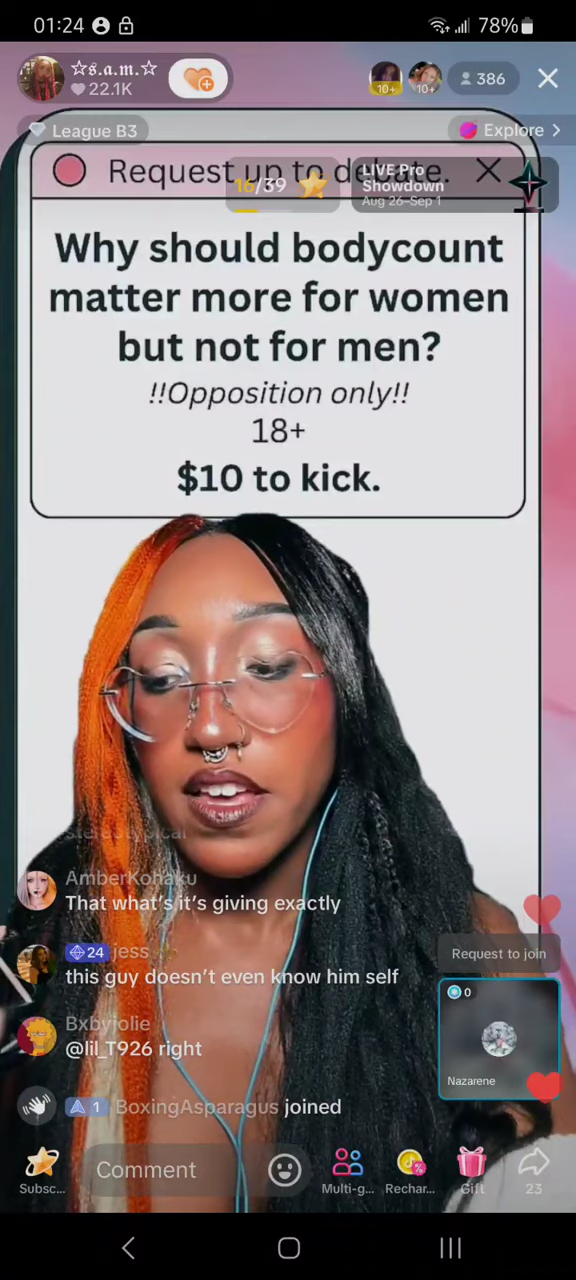 01:24
78%
☆𝖘.𝖆.𝖒.☆
22.1K
10+
10+
386
League B3
Explore >
Request up to debate.
16/39
LIVE Pro
Showdown
Aug 26-Sep 1
Why should bodycount
matter more for women
but not for men?
!!Opposition only!!
18+
$10 to kick.
stereotypical
AmberKohaku
That what's it's giving exactly
24 jess
this guy doesn't even know him self
Bxbyjolie
@lil_T926 right
1 BoxingAsparagus joined
Request to join
0
Nazarene
Comment
Subsc...
Multi-g...
Rechar...
Gift
23